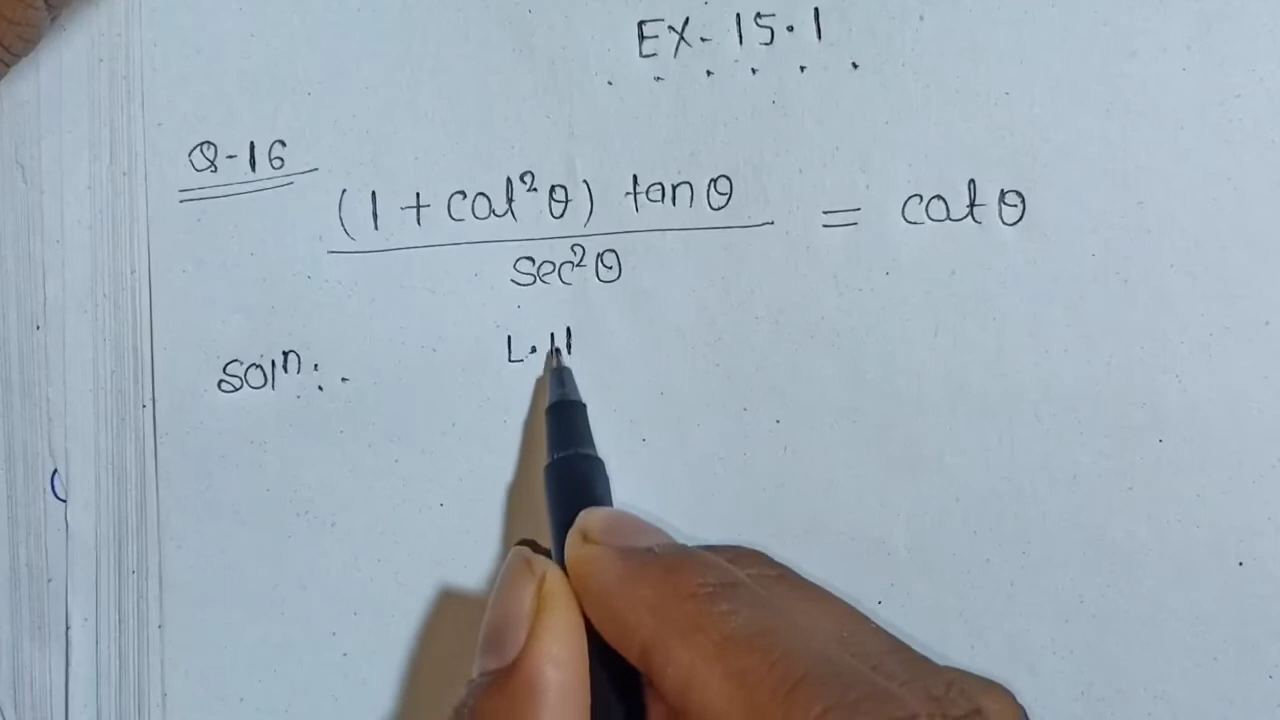 EX- 15.1
Q-16
(1 + cot²θ) tanθ / sec²θ = cotθ
Solⁿ:-
L.H